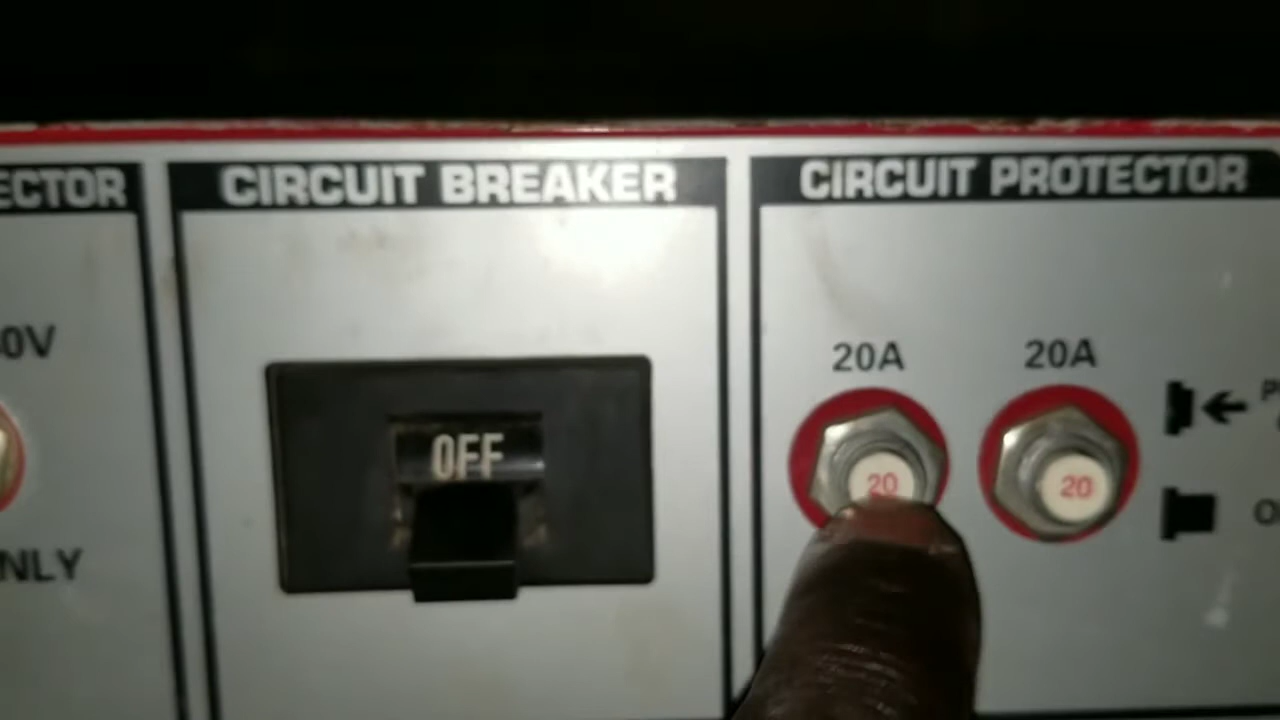 ECTOR
CIRCUIT BREAKER
CIRCUIT PROTECTOR
0V
20A
20A
OFF
20
20
NLY